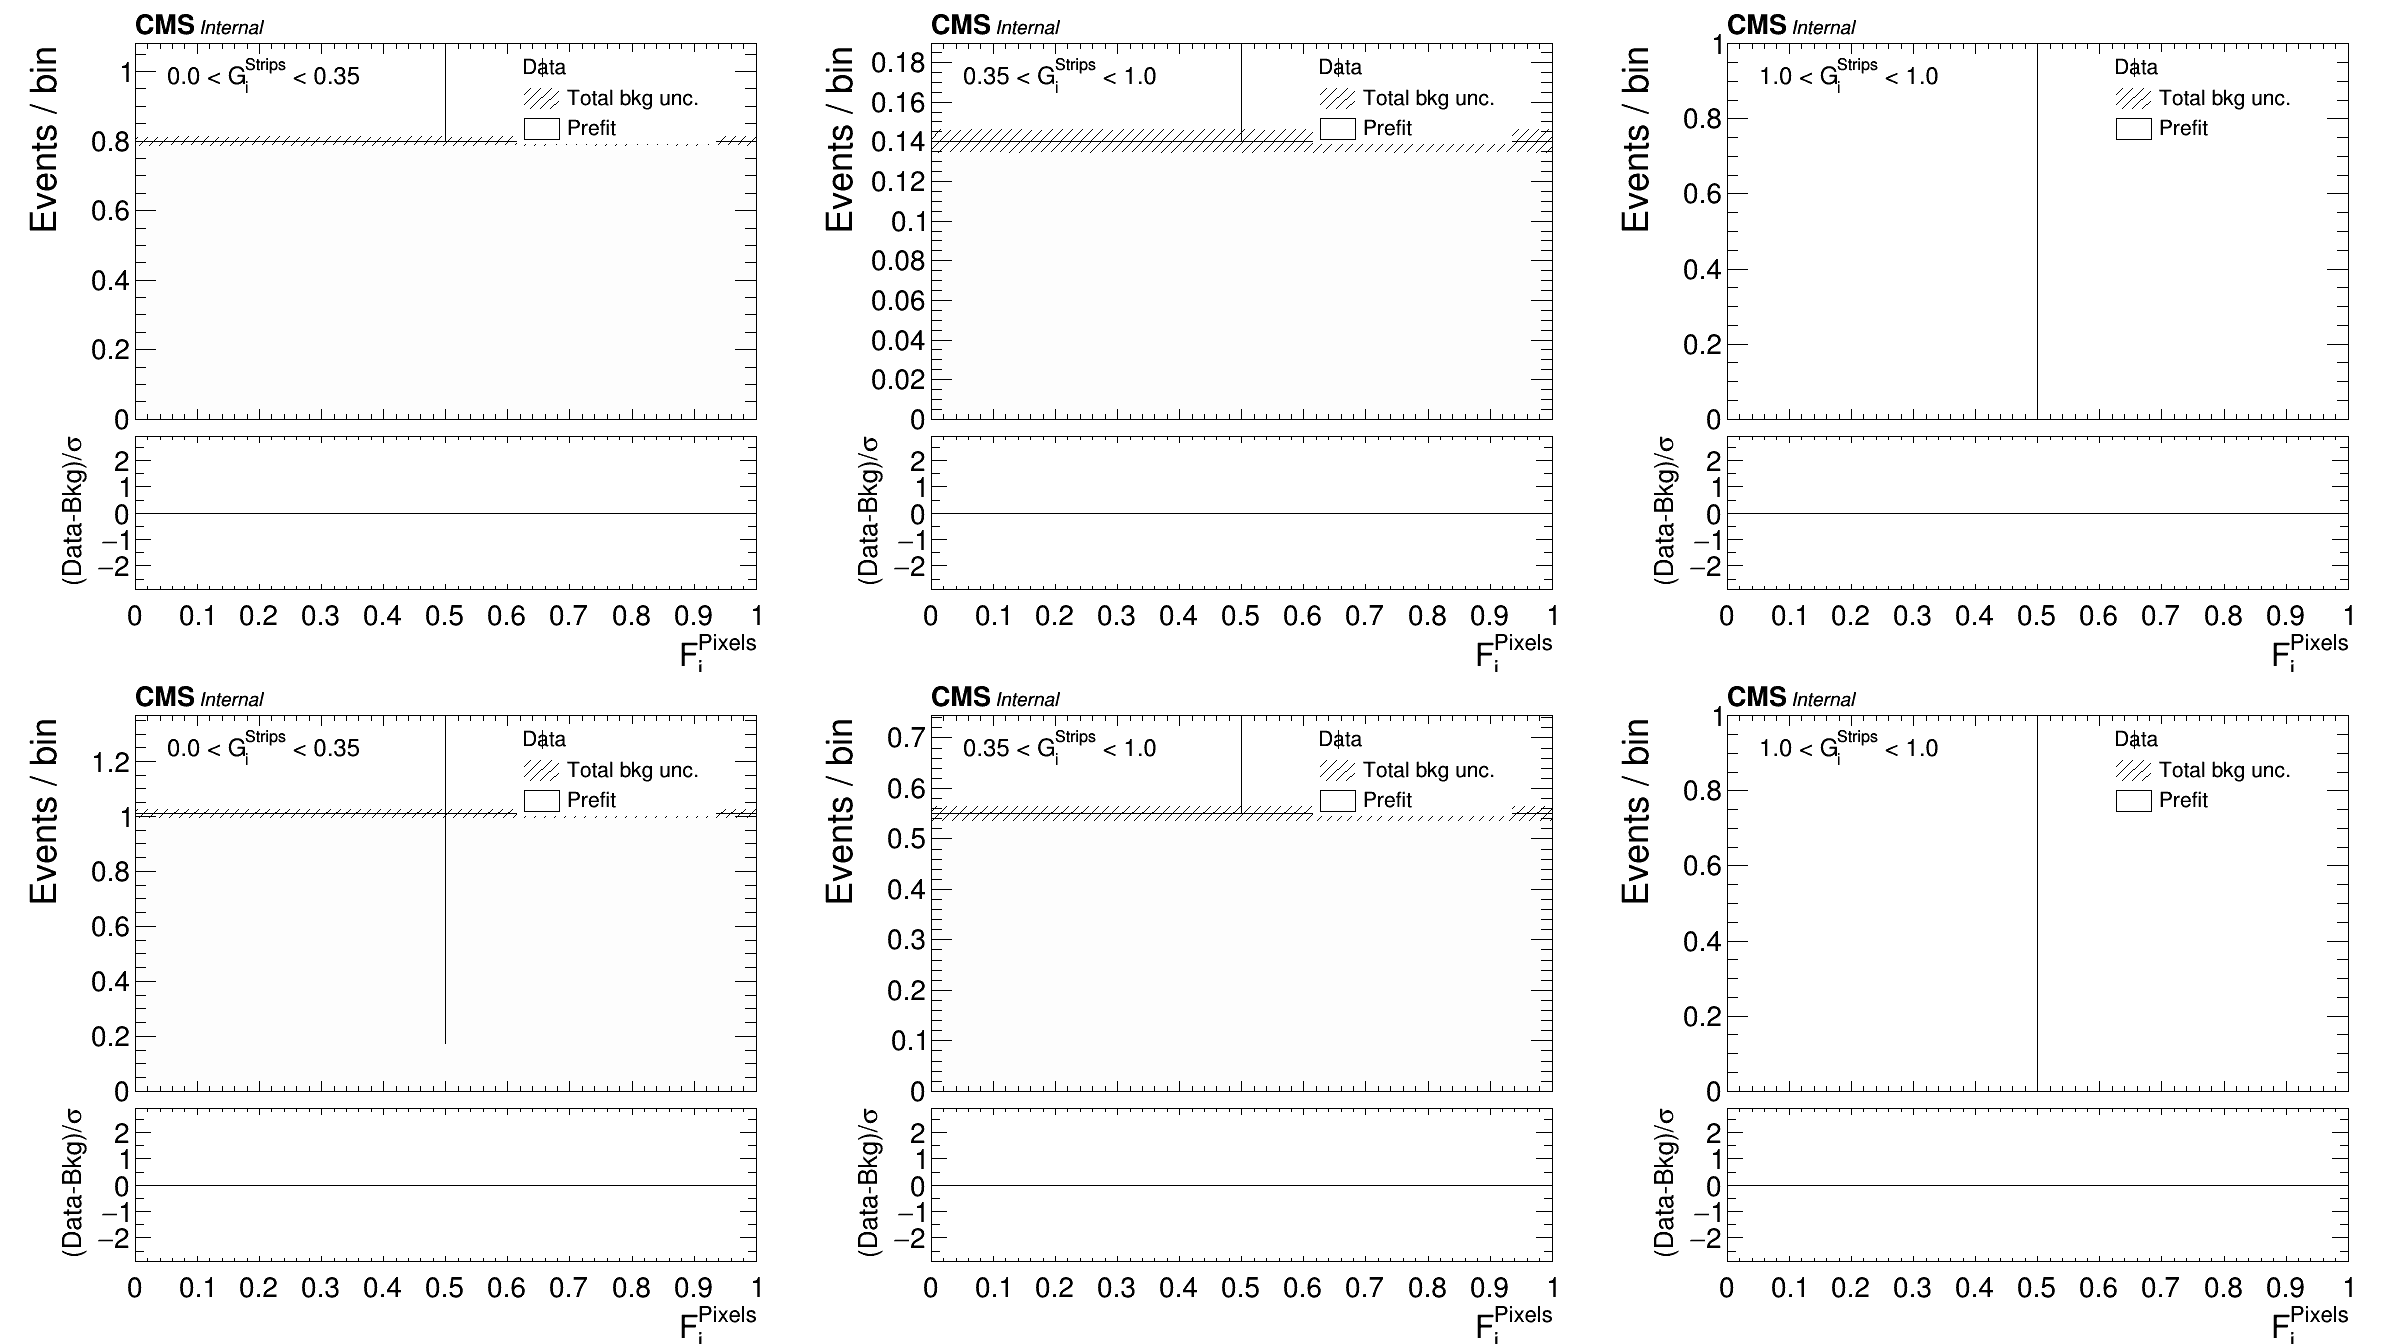 CMS Internal
Events / bin
0.0 < G_i^Strips < 0.35
Data
Total bkg unc.
Prefit
1
0.8
0.6
0.4
0.2
0
(Data-Bkg)/σ
2
1
0
−1
−2
0 0.1 0.2 0.3 0.4 0.5 0.6 0.7 0.8 0.9 1
F_i^Pixels
CMS Internal
Events / bin
0.35 < G_i^Strips < 1.0
Data
Total bkg unc.
Prefit
0.18
0.16
0.14
0.12
0.1
0.08
0.06
0.04
0.02
0
(Data-Bkg)/σ
2
1
0
−1
−2
0 0.1 0.2 0.3 0.4 0.5 0.6 0.7 0.8 0.9 1
F_i^Pixels
CMS Internal
Events / bin
1.0 < G_i^Strips < 1.0
Data
Total bkg unc.
Prefit
1
0.8
0.6
0.4
0.2
0
(Data-Bkg)/σ
2
1
0
−1
−2
0 0.1 0.2 0.3 0.4 0.5 0.6 0.7 0.8 0.9 1
F_i^Pixels
CMS Internal
Events / bin
0.0 < G_i^Strips < 0.35
Data
Total bkg unc.
Prefit
1.2
1
0.8
0.6
0.4
0.2
0
(Data-Bkg)/σ
2
1
0
−1
−2
0 0.1 0.2 0.3 0.4 0.5 0.6 0.7 0.8 0.9 1
F_i^Pixels
CMS Internal
Events / bin
0.35 < G_i^Strips < 1.0
Data
Total bkg unc.
Prefit
0.7
0.6
0.5
0.4
0.3
0.2
0.1
0
(Data-Bkg)/σ
2
1
0
−1
−2
0 0.1 0.2 0.3 0.4 0.5 0.6 0.7 0.8 0.9 1
F_i^Pixels
CMS Internal
Events / bin
1.0 < G_i^Strips < 1.0
Data
Total bkg unc.
Prefit
1
0.8
0.6
0.4
0.2
0
(Data-Bkg)/σ
2
1
0
−1
−2
0 0.1 0.2 0.3 0.4 0.5 0.6 0.7 0.8 0.9 1
F_i^Pixels